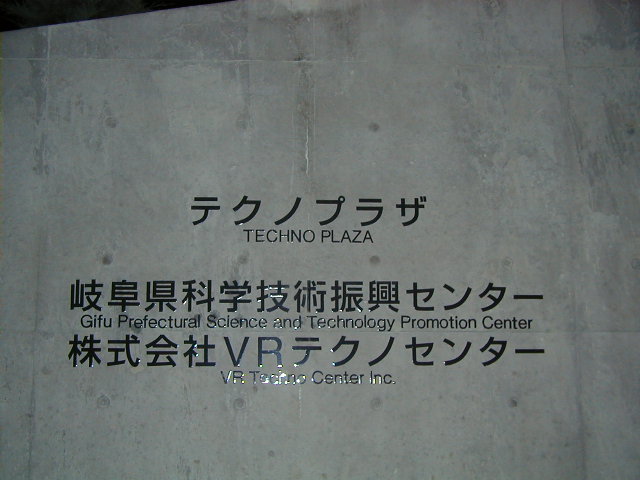 テクノプラザ
TECHNO PLAZA
岐阜県科学技術振興センター
Gifu Prefectural Science and Technology Promotion Center
株式会社VRテクノセンター
VR Techno Center Inc.